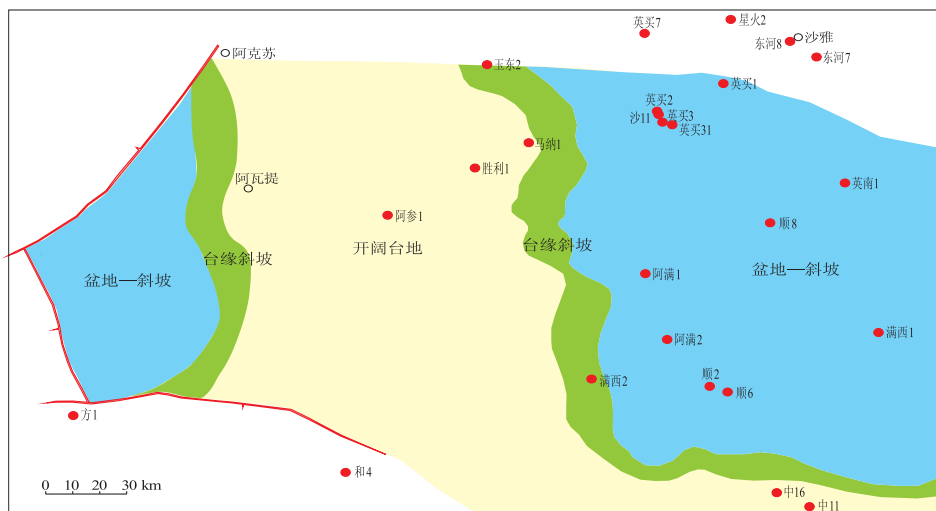 星火2
英买7
沙雅
东河8
阿克苏
东河7
玉东2
英买1
英买2
英买3
沙11
英买31
马纳1
胜利1
阿瓦提
英南1
阿参1
顺8
开阔台地
台缘斜坡
台缘斜坡
盆地—斜坡
阿满1
盆地—斜坡
满西1
阿满2
顺2
满西2
顺6
方1
和4
0 10 20 30 km
中16
中11